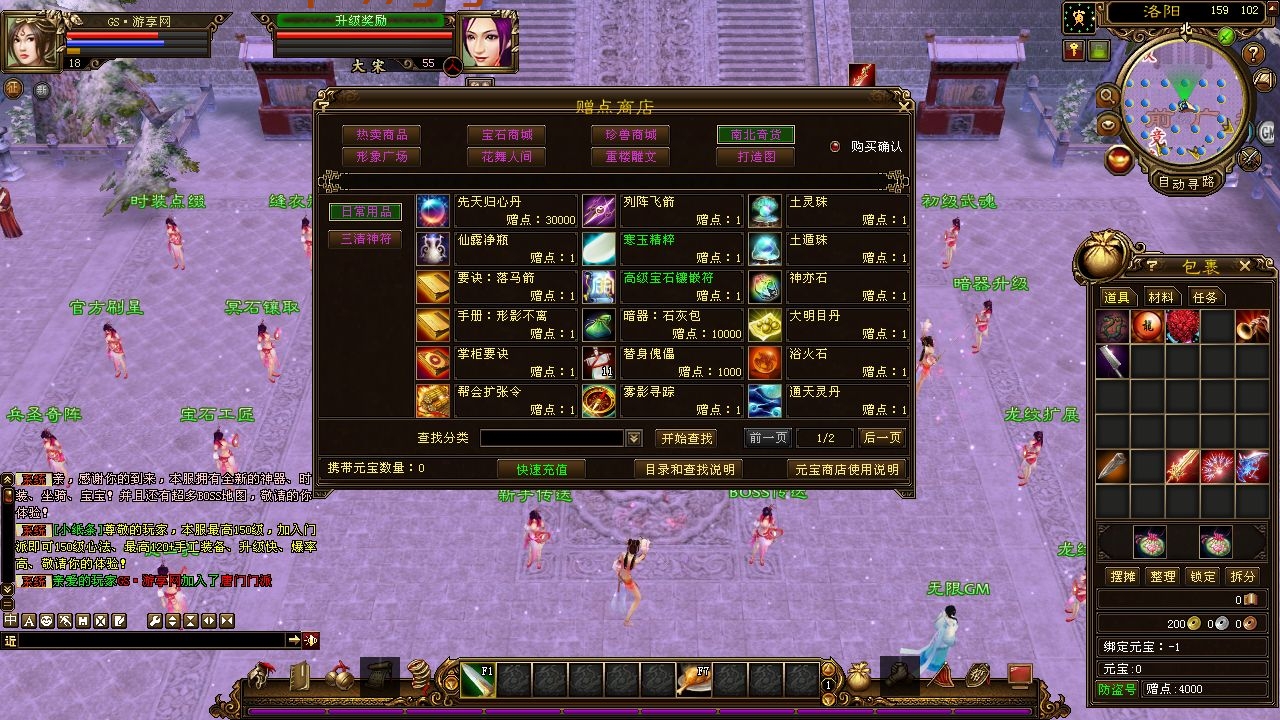 GS·游享网
18
升级奖励
大宋
55
征
洛阳
159 102
北
GM
自动寻路
赠点商店
热卖商品
宝石商城
珍兽商城
南北奇货
形象广场
花舞人间
重楼雕文
打造图
购买确认
日常用品
三清神符
先天归心丹
赠点:30000
列阵飞箭
赠点:1
土灵珠
赠点:1
仙露净瓶
赠点:1
寒玉精粹
赠点:1
土遁珠
赠点:1
要诀:落马箭
赠点:1
高级宝石镶嵌符
赠点:1
神亦石
赠点:1
手册:形影不离
赠点:1
暗器:石灰包
赠点:10000
大明目丹
赠点:1
掌柜要诀
赠点:1
替身傀儡
11
赠点:1000
浴火石
赠点:1
帮会扩张令
赠点:1
雾影寻踪
赠点:1
通天灵丹
赠点:1
查找分类
开始查找
前一页
1/2
后一页
携带元宝数量:0
快速充值
目录和查找说明
元宝商店使用说明
时装点缀
初级武魂
官方刷星
冥石镶取
暗器升级
兵圣奇阵
宝石工匠
龙纹扩展
新手传送
BOSS传送
无限GM
包裹
道具
材料
任务
摆摊
整理
锁定
拆分
0
200 0 0
绑定元宝:-1
元宝:0
防盗号
赠点:4000
系统 亲,感谢你的到来,本服拥有全新的神器、时
装、坐骑、宝宝!并且还有超多BOSS地图,敬请的你
体验!
系统 [小纸条]尊敬的玩家,本服最高150级,加入门
派即可150级心法、最高120+手工装备、升级快、爆率
高、敬请你的体验!
系统 亲爱的玩家GS·游享网加入了唐门门派
近
F1
F7
1